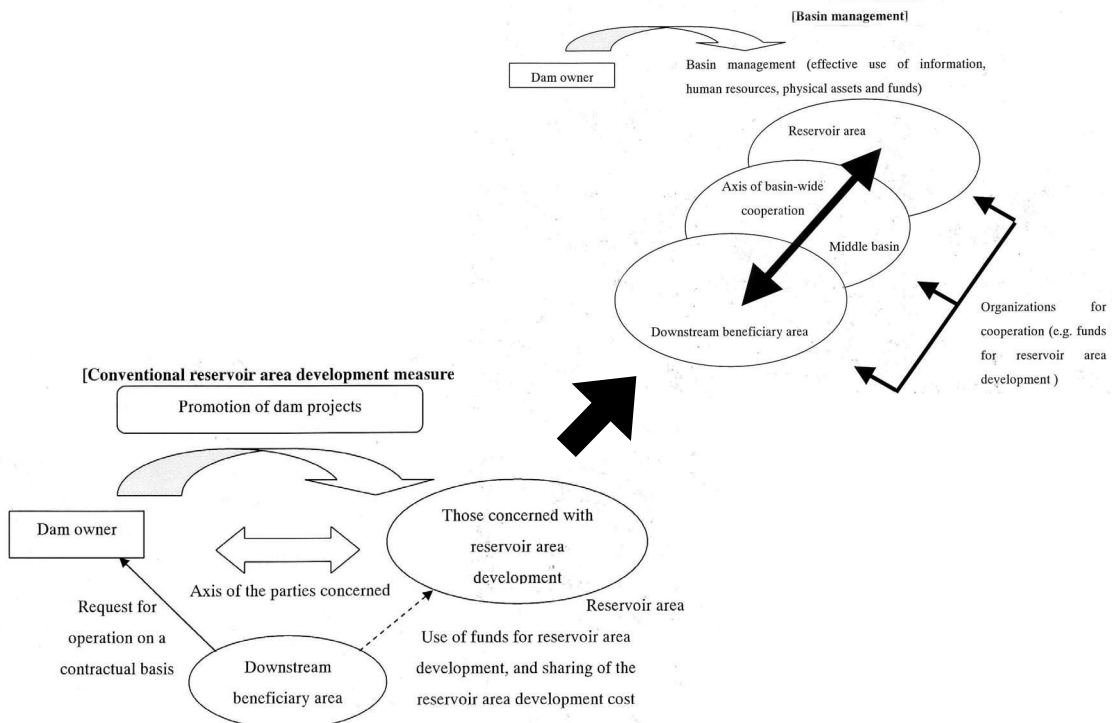 [Basin management]
Dam owner
Basin management (effective use of information,
human resources, physical assets and funds)
Reservoir area
Axis of basin-wide
cooperation
Middle basin
Downstream beneficiary area
Organizations for
cooperation (e.g. funds
for reservoir area
development )
[Conventional reservoir area development measure
Promotion of dam projects
Dam owner
Those concerned with
reservoir area
development
Axis of the parties concerned
Reservoir area
Request for
operation on a
contractual basis
Downstream
beneficiary area
Use of funds for reservoir area
development, and sharing of the
reservoir area development cost